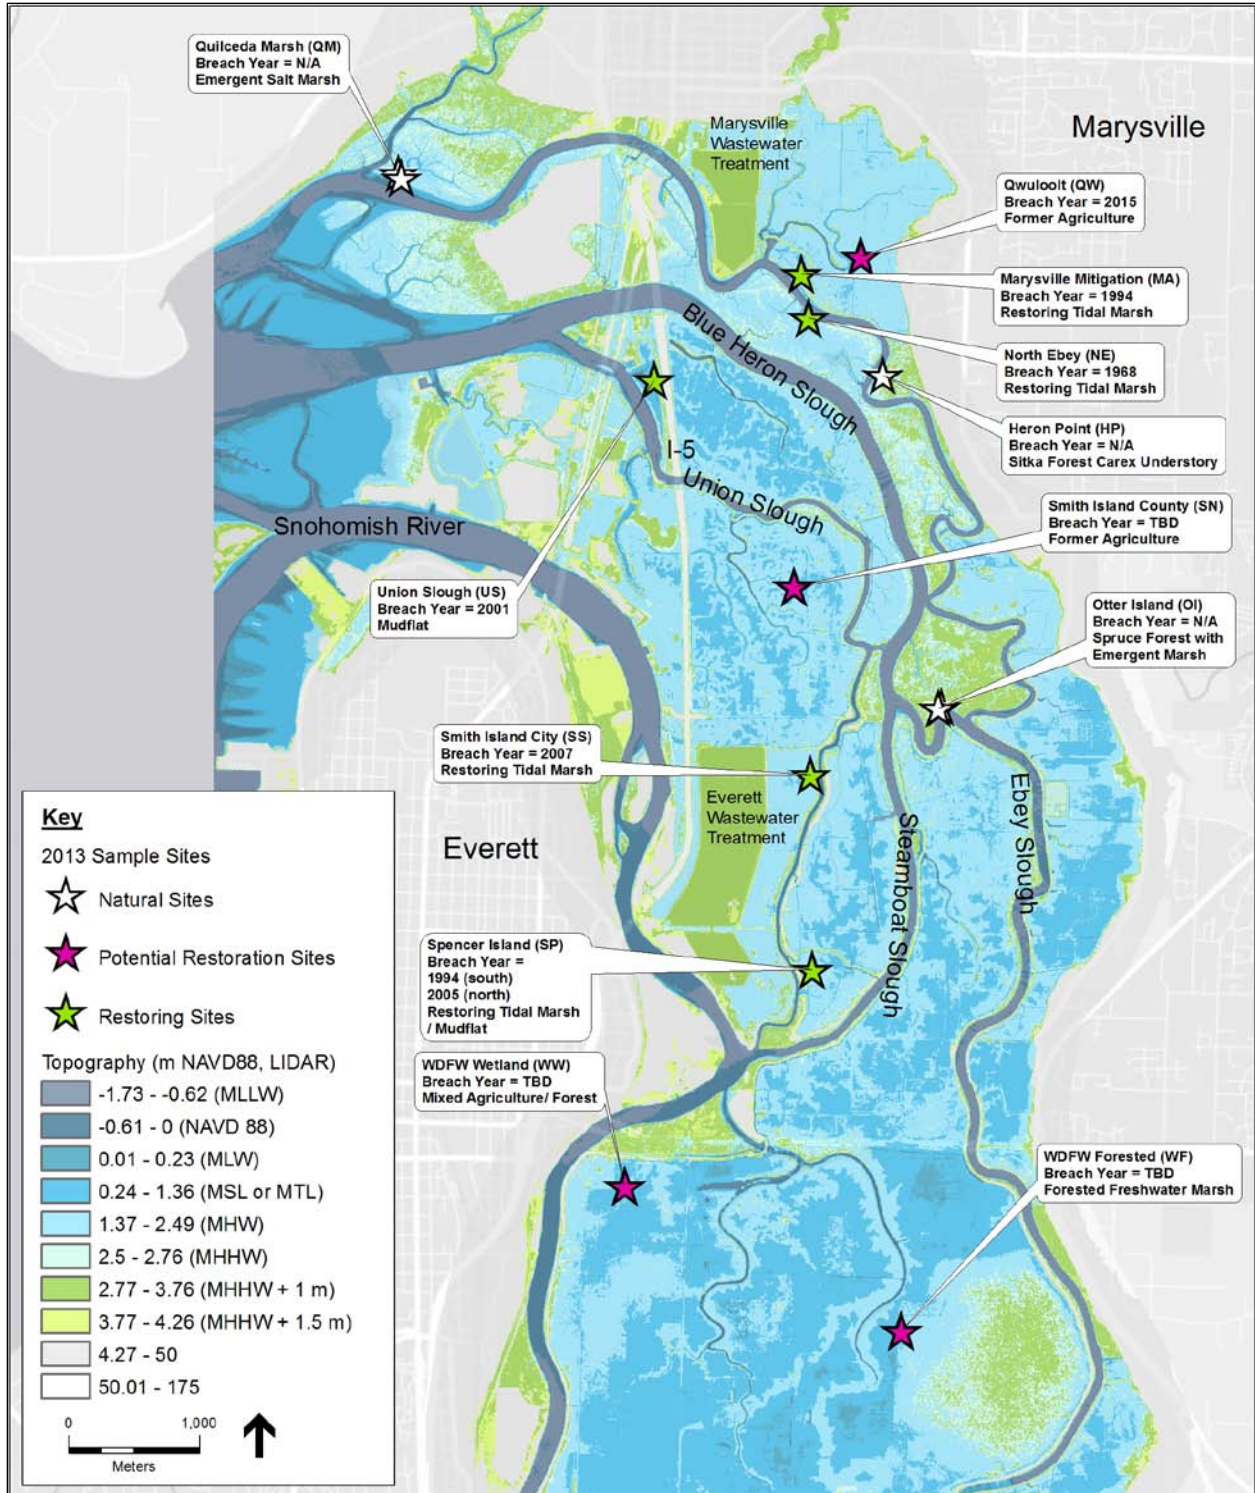 Quilceda Marsh (QM)
Breach Year = N/A
Emergent Salt Marsh
Marysville
Wastewater
Treatment
Marysville
Qwuloolt (QW)
Breach Year = 2015
Former Agriculture
Marysville Mitigation (MA)
Breach Year = 1994
Restoring Tidal Marsh
North Ebey (NE)
Breach Year = 1968
Restoring Tidal Marsh
Heron Point (HP)
Breach Year = N/A
Sitka Forest Carex Understory
Blue Heron Slough
I-5
Union Slough
Snohomish River
Smith Island County (SN)
Breach Year = TBD
Former Agriculture
Union Slough (US)
Breach Year = 2001
Mudflat
Otter Island (OI)
Breach Year = N/A
Spruce Forest with
Emergent Marsh
Smith Island City (SS)
Breach Year = 2007
Restoring Tidal Marsh
Everett
Wastewater
Treatment
Everett
Steamboat Slough
Ebey Slough
Spencer Island (SP)
Breach Year =
1994 (south)
2005 (north)
Restoring Tidal Marsh
/ Mudflat
WDFW Wetland (WW)
Breach Year = TBD
Mixed Agriculture/ Forest
WDFW Forested (WF)
Breach Year = TBD
Forested Freshwater Marsh
Key
2013 Sample Sites
Natural Sites
Potential Restoration Sites
Restoring Sites
Topography (m NAVD88, LIDAR)
-1.73 - -0.62 (MLLW)
-0.61 - 0 (NAVD 88)
0.01 - 0.23 (MLW)
0.24 - 1.36 (MSL or MTL)
1.37 - 2.49 (MHW)
2.5 - 2.76 (MHHW)
2.77 - 3.76 (MHHW + 1 m)
3.77 - 4.26 (MHHW + 1.5 m)
4.27 - 50
50.01 - 175
0 1,000
Meters